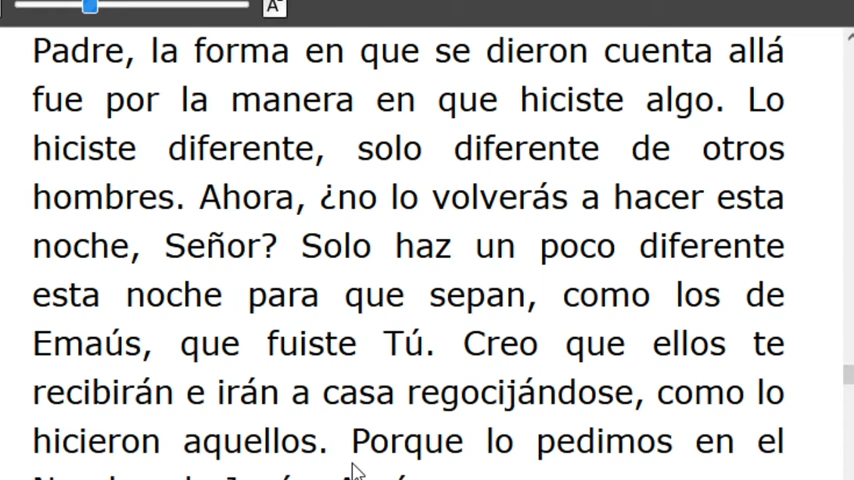 A
Padre, la forma en que se dieron cuenta allá
fue por la manera en que hiciste algo. Lo
hiciste diferente, solo diferente de otros
hombres. Ahora, ¿no lo volverás a hacer esta
noche, Señor? Solo haz un poco diferente
esta noche para que sepan, como los de
Emaús, que fuiste Tú. Creo que ellos te
recibirán e irán a casa regocijándose, como lo
hicieron aquellos. Porque lo pedimos en el